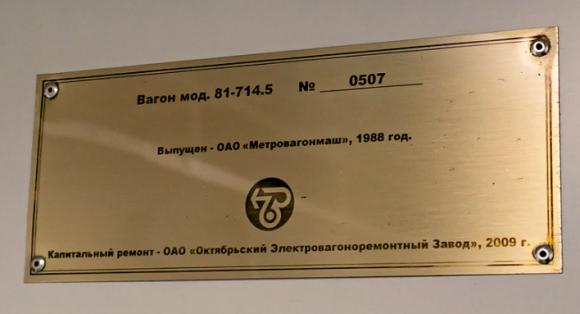 Вагон мод. 81-714.5 № 0507
Выпущен - ОАО «Метровагонмаш», 1988 год.
Капитальный ремонт - ОАО «Октябрьский Электровагоноремонтный Завод», 2009 г.